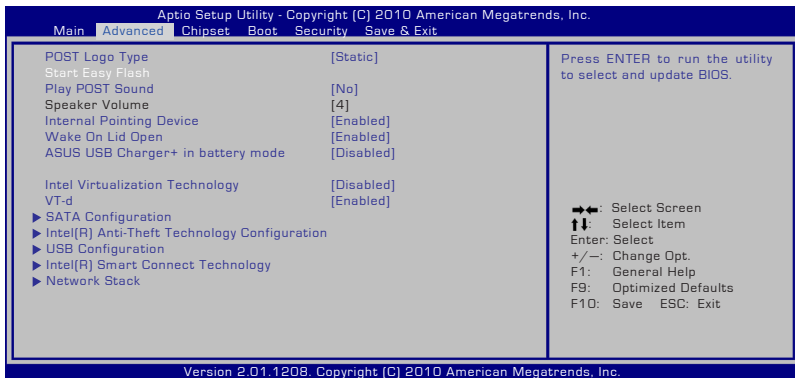 Aptio Setup Utility - Copyright (C) 2010 American Megatrends, Inc.
Main Advanced Chipset Boot Security Save & Exit
POST Logo Type [Static]
Start Easy Flash
Play POST Sound [No]
Speaker Volume [4]
Internal Pointing Device [Enabled]
Wake On Lid Open [Enabled]
ASUS USB Charger+ in battery mode [Disabled]
Intel Virtualization Technology [Disabled]
VT-d [Enabled]
▶ SATA Configuration
▶ Intel(R) Anti-Theft Technology Configuration
▶ USB Configuration
▶ Intel(R) Smart Connect Technology
▶ Network Stack
Press ENTER to run the utility
to select and update BIOS.
→←: Select Screen
↑↓: Select Item
Enter: Select
+/—: Change Opt.
F1: General Help
F9: Optimized Defaults
F10: Save ESC: Exit
Version 2.01.1208. Copyright (C) 2010 American Megatrends, Inc.